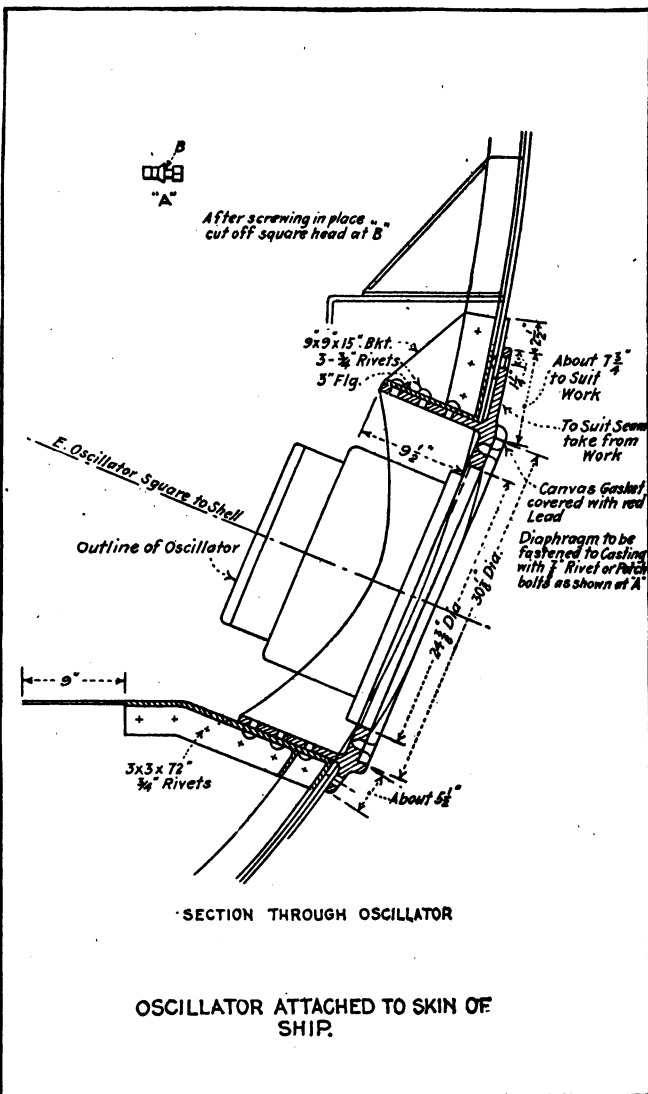 B
"A"
After screwing in place
cut off square head at "B"
9"x9"x15" Bkt.
3-¾" Rivets
3" Flg.
9½"
2½"
About 7¾"
to Suit
Work
To Suit Seam
take from
Work
Canvas Gasket
covered with red
Lead
Diaphragm to be
fastened to Casting
with Rivet or Patch
bolts as shown at "A"
Oscillator Square to Shell
Outline of Oscillator
24⅜" Dia.
30⅞ Dia.
9"
3x3x72"
¾" Rivets
About 5½"
SECTION THROUGH OSCILLATOR
OSCILLATOR ATTACHED TO SKIN OF
SHIP.